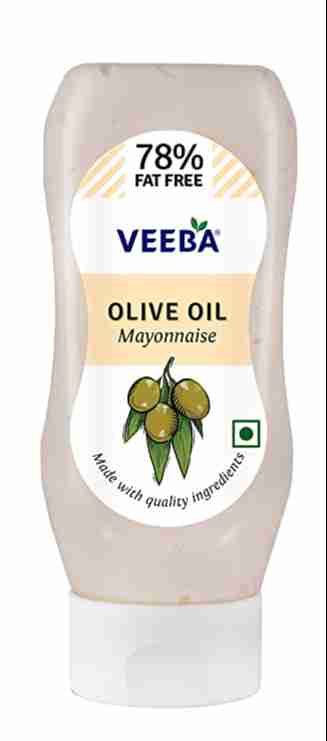 78%
FAT FREE
VEEBA®
OLIVE OIL
Mayonnaise
Made with quality ingredients